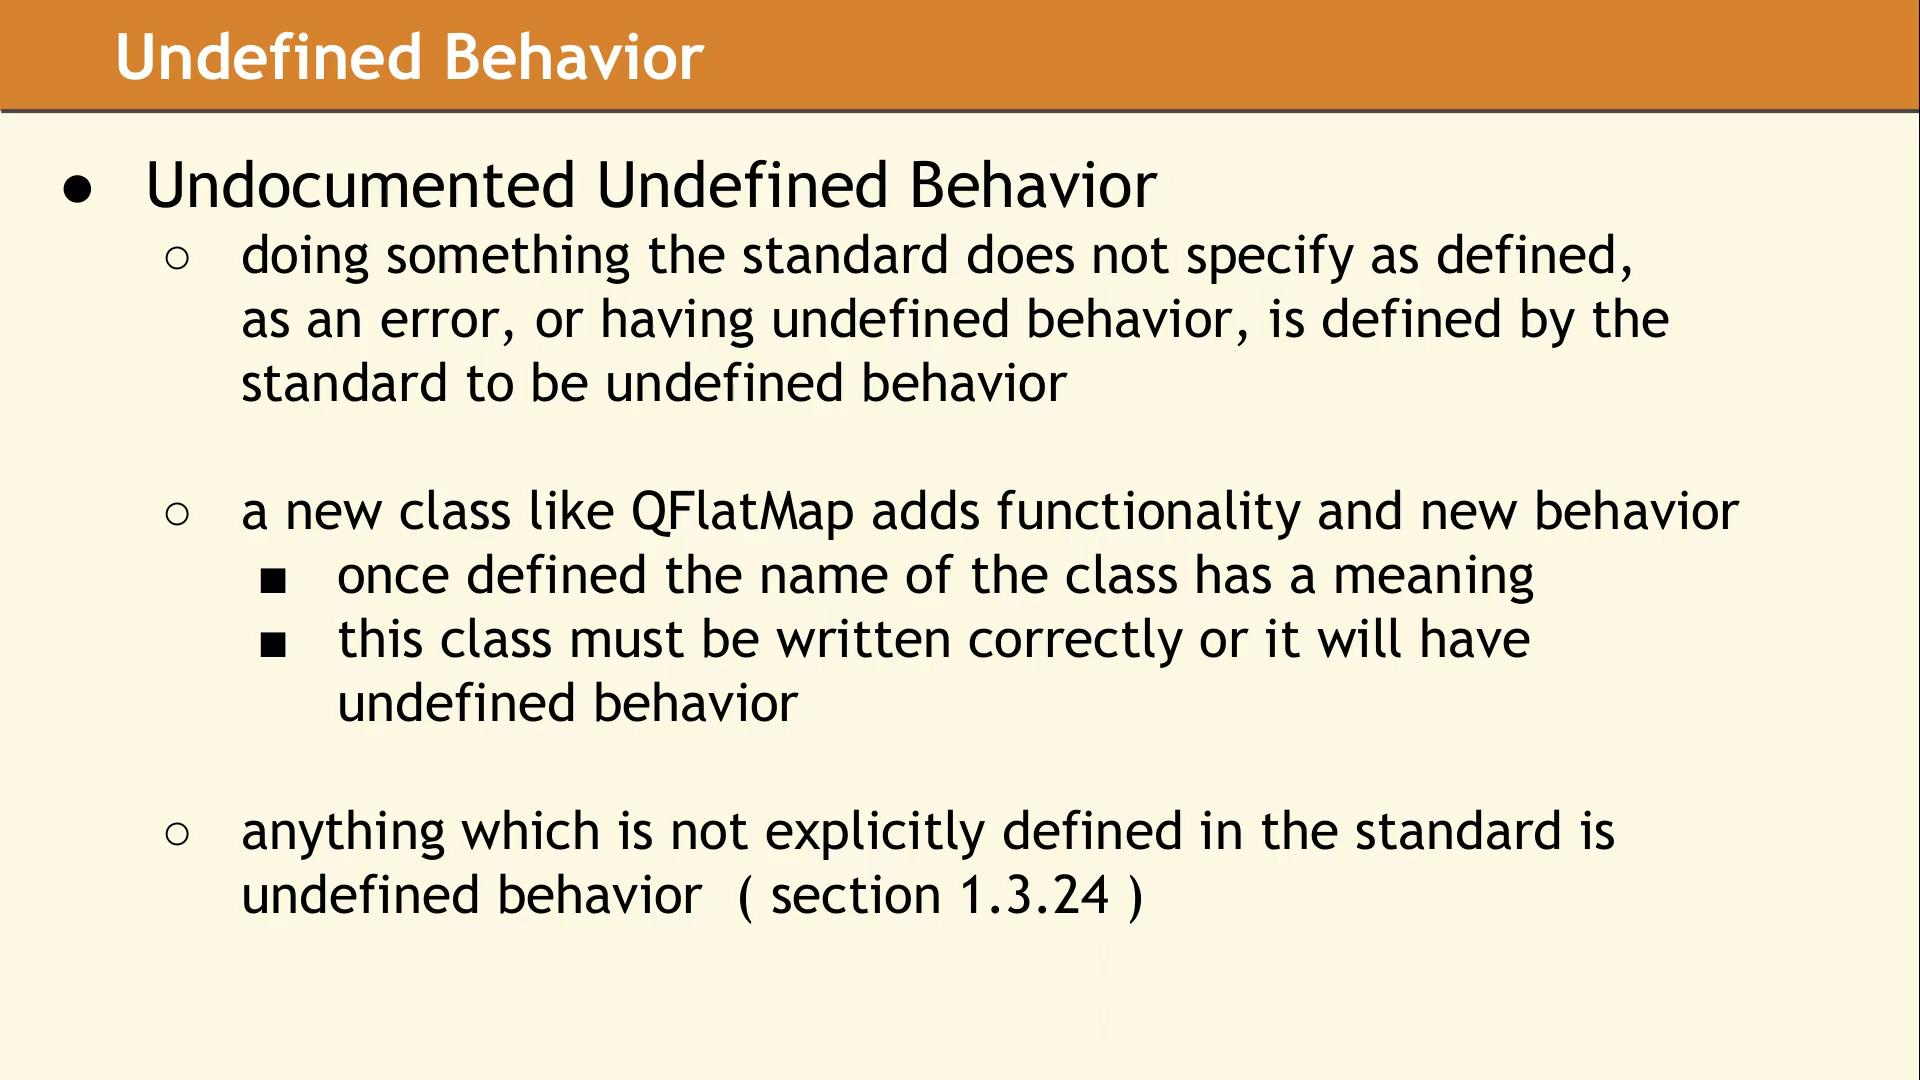 Undefined Behavior
● Undocumented Undefined Behavior
○ doing something the standard does not specify as defined,
as an error, or having undefined behavior, is defined by the
standard to be undefined behavior
○ a new class like QFlatMap adds functionality and new behavior
■ once defined the name of the class has a meaning
■ this class must be written correctly or it will have
undefined behavior
○ anything which is not explicitly defined in the standard is
undefined behavior ( section 1.3.24 )